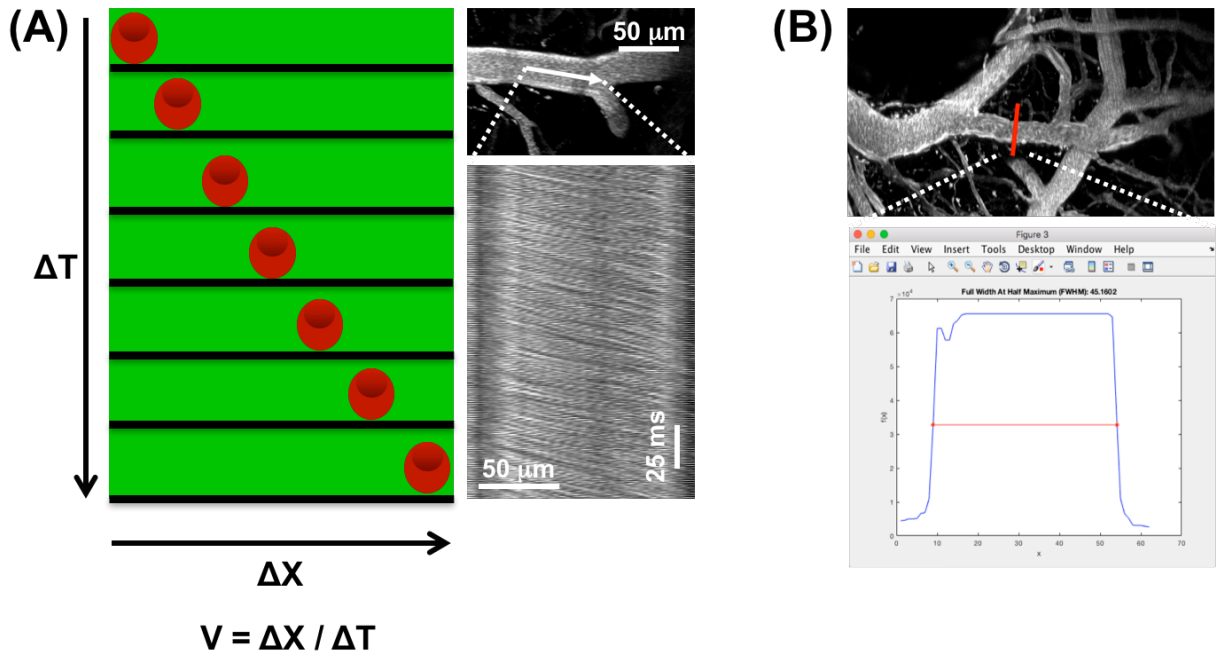 (A)
ΔT
ΔX
V = ΔX / ΔT
50 μm
50 μm
25 ms
(B)
Figure 3
File Edit View Insert Tools Desktop Window Help
×10⁴
Full Width At Half Maximum (FWHM): 45.1602
7
6
5
4
3
2
1
0
f(x)
0 10 20 30 40 50 60 70
x